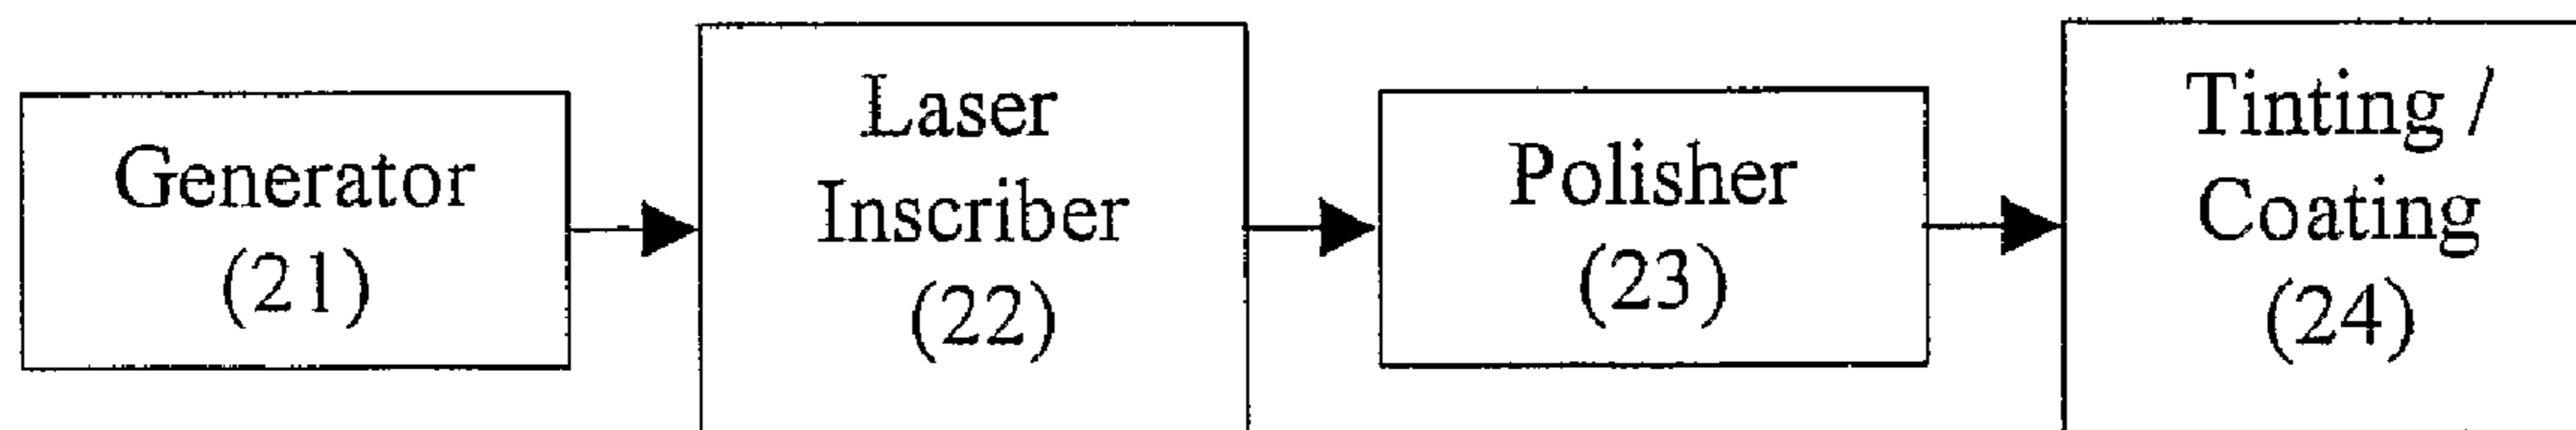 Generator
(21)
Laser
Inscriber
(22)
Polisher
(23)
Tinting /
Coating
(24)